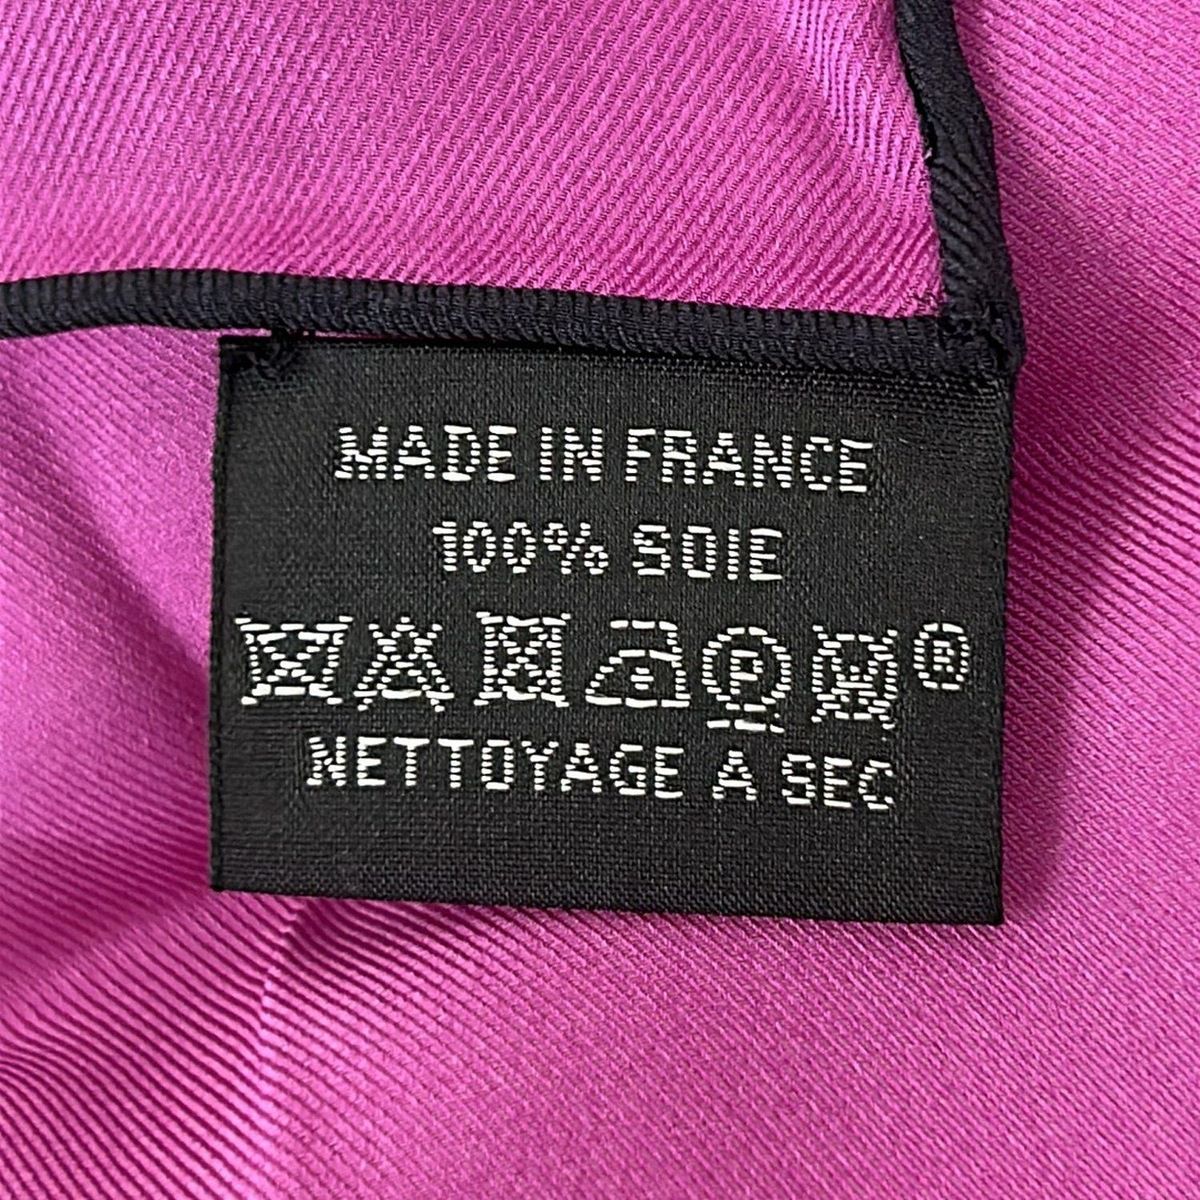 MADE IN FRANCE
100% SOIE
P W ®
NETTOYAGE A SEC